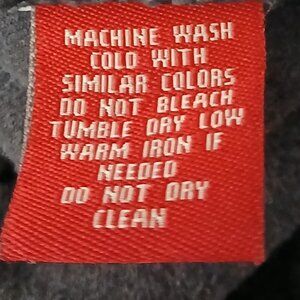 MACHINE WASH
COLD WITH
SIMILAR COLORS
DO NOT BLEACH
TUMBLE DRY LOW
WARM IRON IF
NEEDED
DO NOT DRY
CLEAN